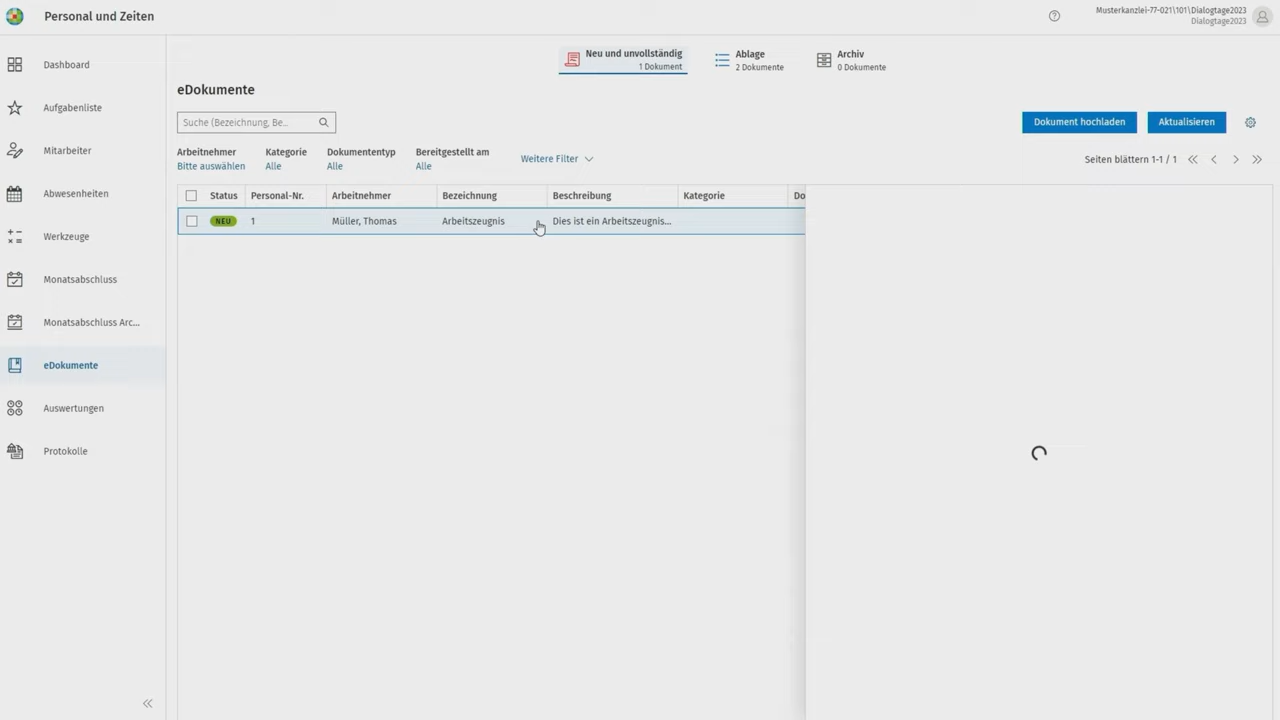 Personal und Zeiten
Musterkanzlei-77-021\101\Dialogtage2023
Dialogtage2023
Dashboard
Aufgabenliste
Mitarbeiter
Abwesenheiten
Werkzeuge
Monatsabschluss
Monatsabschluss Arc...
eDokumente
Auswertungen
Protokolle
Neu und unvollständig
1 Dokument
Ablage
2 Dokumente
Archiv
0 Dokumente
eDokumente
Suche (Bezeichnung, Be...
Dokument hochladen
Aktualisieren
Arbeitnehmer
Bitte auswählen
Kategorie
Alle
Dokumententyp
Alle
Bereitgestellt am
Alle
Weitere Filter
Seiten blättern 1-1 / 1
Status Personal-Nr. Arbeitnehmer Bezeichnung Beschreibung Kategorie Do
NEU 1 Müller, Thomas Arbeitszeugnis Dies ist ein Arbeitszeugnis...